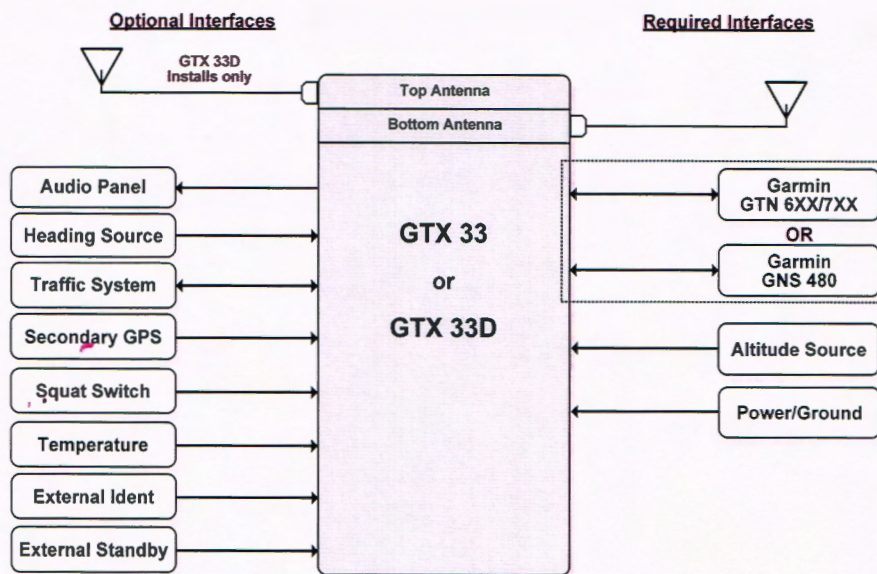 Optional Interfaces
Required Interfaces
GTX 33D
Installs only
Top Antenna
Bottom Antenna
Audio Panel
Heading Source
Traffic System
Secondary GPS
Squat Switch
Temperature
External Ident
External Standby
GTX 33
or
GTX 33D
Garmin
GTN 6XX/7XX
OR
Garmin
GNS 480
Altitude Source
Power/Ground